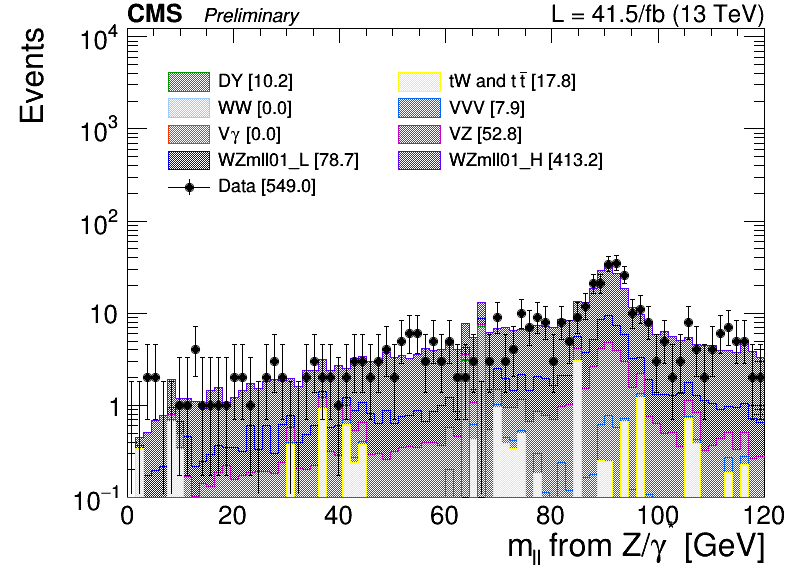 CMS Preliminary L = 41.5/fb (13 TeV)
Events
10⁴
10³
10²
10
1
10⁻¹
DY [10.2]
tW and tt̅ [17.8]
WW [0.0]
VVV [7.9]
Vγ [0.0]
VZ [52.8]
WZmll01_L [78.7]
WZmll01_H [413.2]
Data [549.0]
0 20 40 60 80 100 120
m_ll from Z/γ* [GeV]